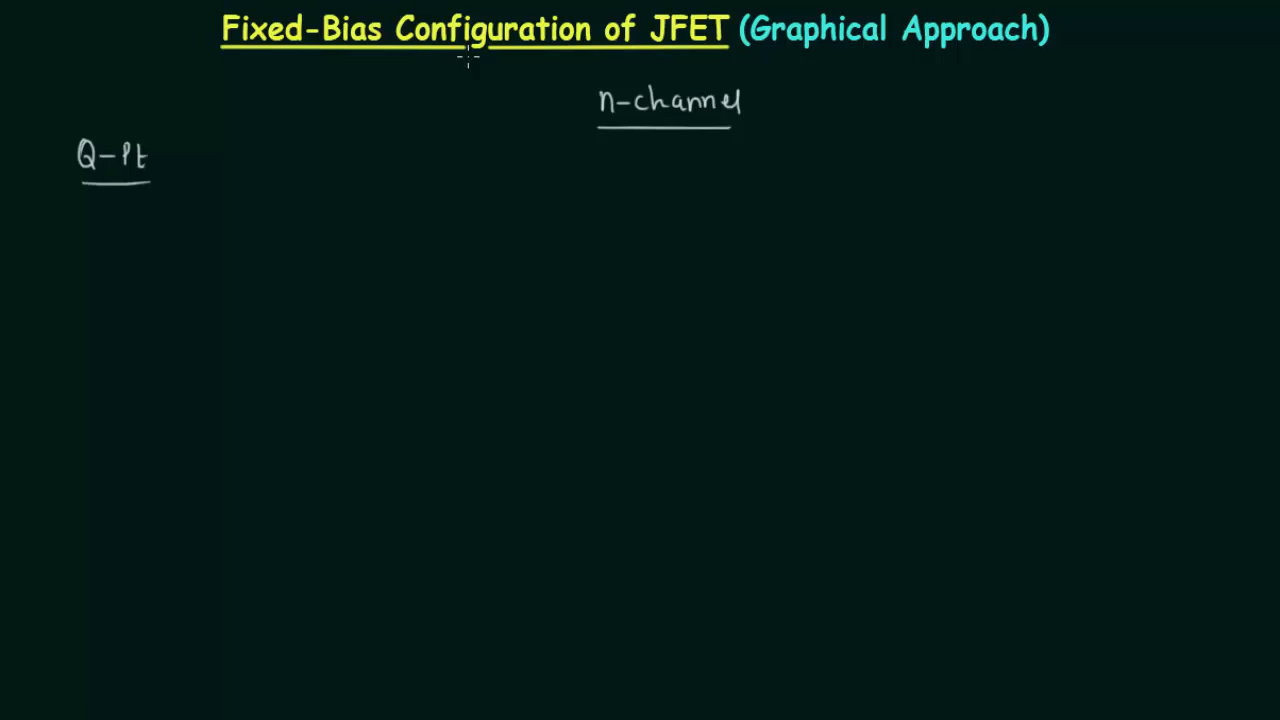 Fixed-Bias Configuration of JFET (Graphical Approach)
n-channel
Q-Pt